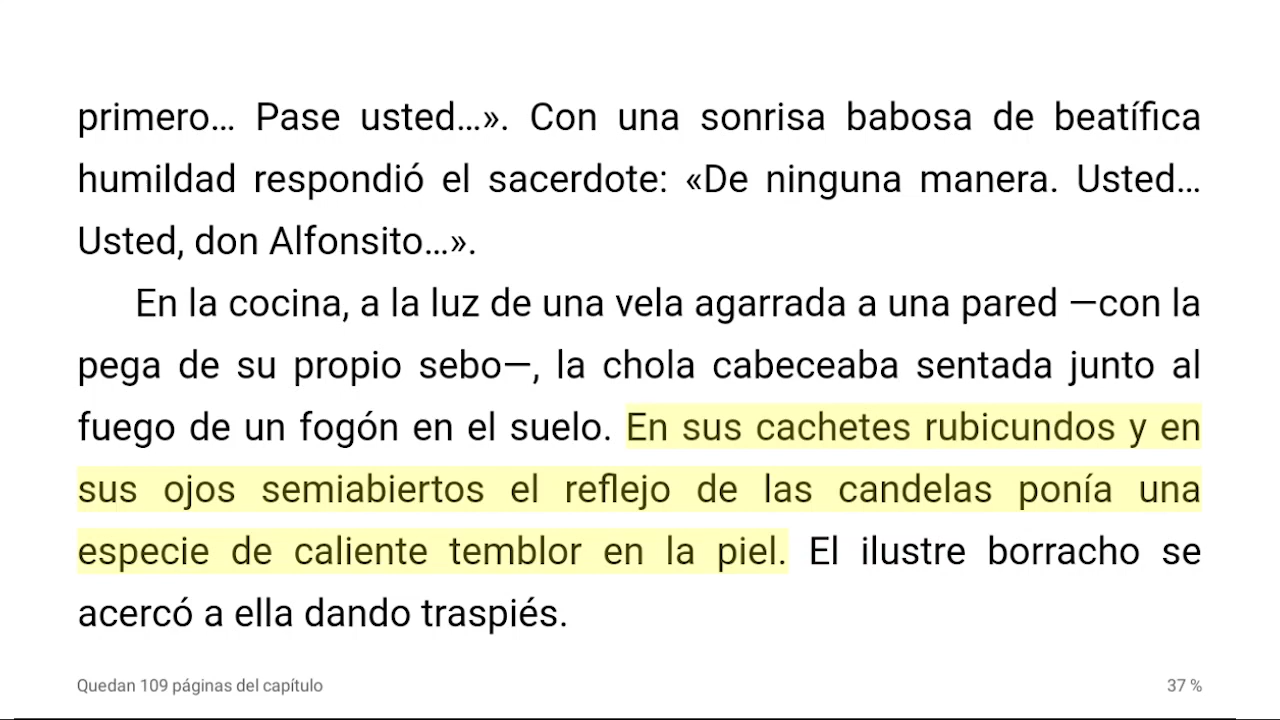 primero… Pase usted…». Con una sonrisa babosa de beatífica
humildad respondió el sacerdote: «De ninguna manera. Usted…
Usted, don Alfonsito…».
En la cocina, a la luz de una vela agarrada a una pared —con la
pega de su propio sebo—, la chola cabeceaba sentada junto al
fuego de un fogón en el suelo. En sus cachetes rubicundos y en
sus ojos semiabiertos el reflejo de las candelas ponía una
especie de caliente temblor en la piel. El ilustre borracho se
acercó a ella dando traspiés.
Quedan 109 páginas del capítulo 37 %